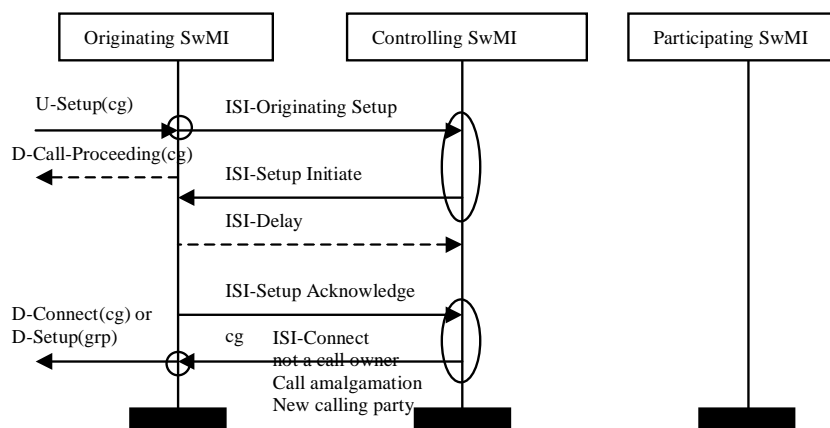 Originating SwMI
Controlling SwMI
Participating SwMI
U-Setup(cg)
ISI-Originating Setup
D-Call-Proceeding(cg)
ISI-Setup Initiate
ISI-Delay
ISI-Setup Acknowledge
D-Connect(cg) or
D-Setup(grp)
cg
ISI-Connect
not a call owner
Call amalgamation
New calling party